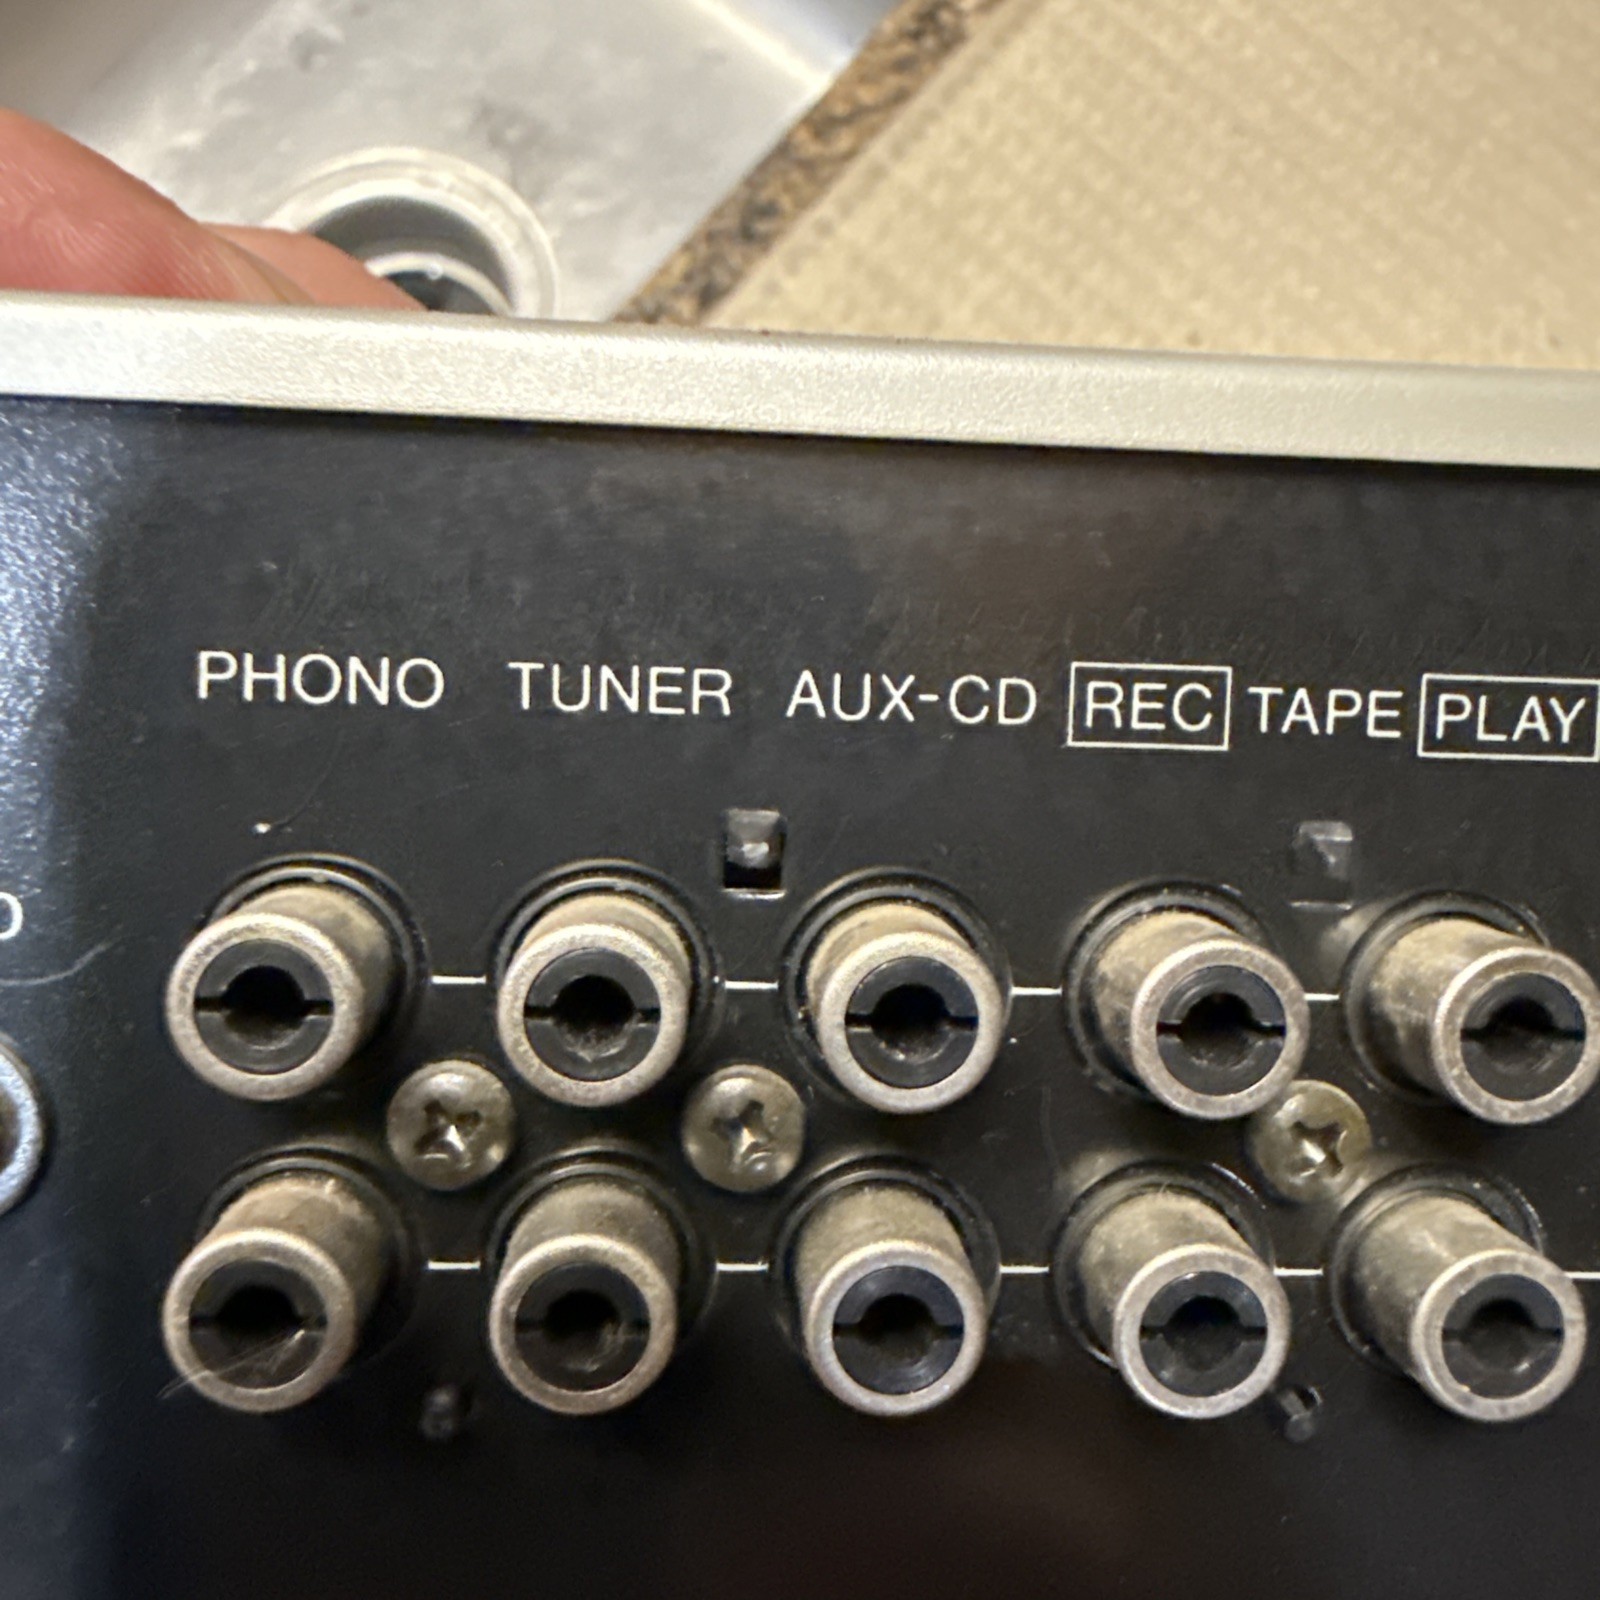 PHONO TUNER AUX-CD REC TAPE PLAY